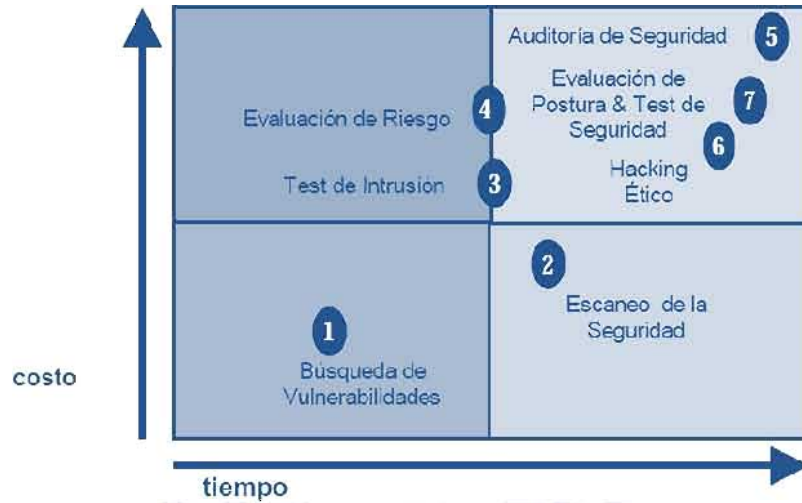 Auditoría de Seguridad 5
Evaluación de
Postura & Test de
Seguridad
7
Evaluación de Riesgo 4
6
Test de Intrusión 3
Hacking
Ético
2
Escaneo de la
Seguridad
1
Búsqueda de
Vulnerabilidades
costo
tiempo